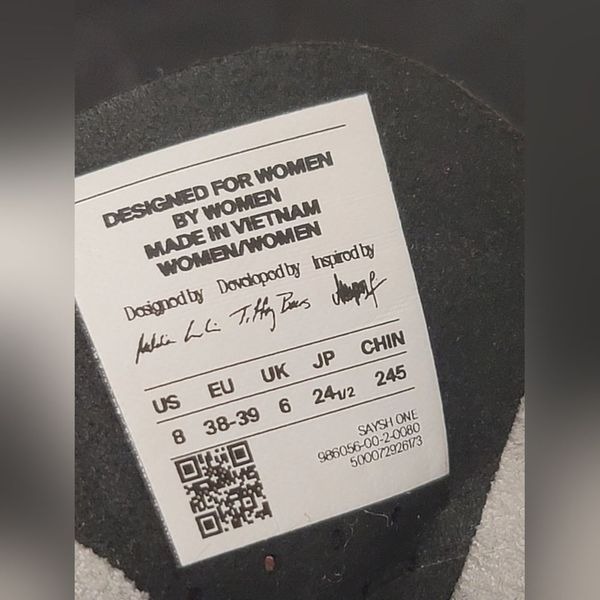 DESIGNED FOR WOMEN
BY WOMEN
MADE IN VIETNAM
WOMEN/WOMEN
Designed by Developed by Inspired by
US EU UK JP CHIN
8 38-39 6 24 1/2 245
SAYSH ONE
986056-00-2-0080
500072926173